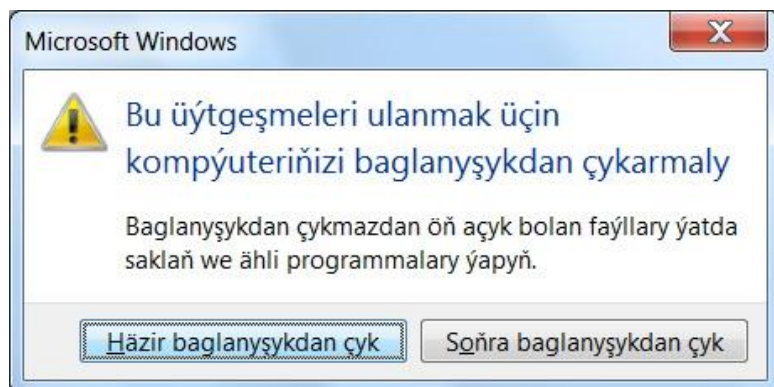 Microsoft Windows
Bu üýtgeşmeleri ulanmak üçin
kompýuteriňizi baglanyşykdan çykarmaly
Baglanyşykdan çykmazdan öň açyk bolan faýllary ýatda
saklaň we ähli programmalary ýapyň.
Häzir baglanyşykdan çyk
Soňra baglanyşykdan çyk